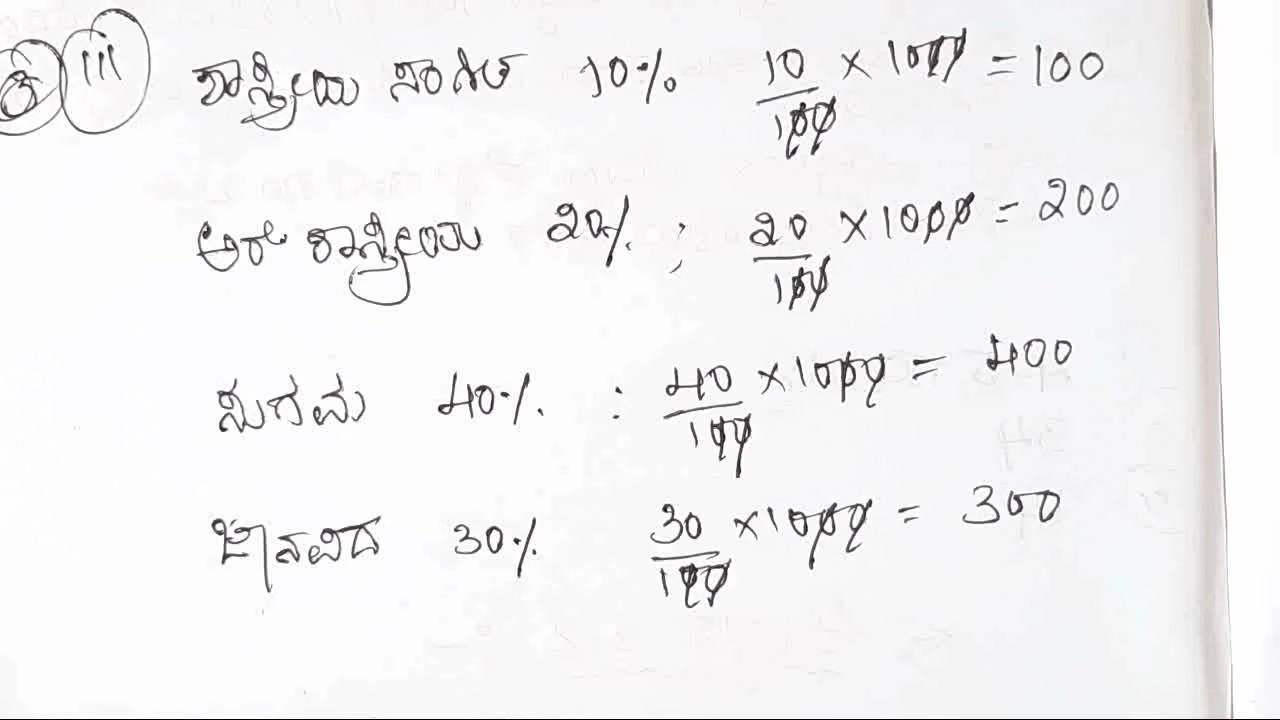 iii ಶಾಸ್ತ್ರೀಯ ಸಂಗೀತ 10% 10/100 × 1000 = 100
ಅರೆ ಶಾಸ್ತ್ರೀಯ 20% ; 20/100 × 1000 = 200
ಸುಗಮ 40% : 40/100 × 1000 = 400
ಜಾನಪದ 30% 30/100 × 1000 = 300